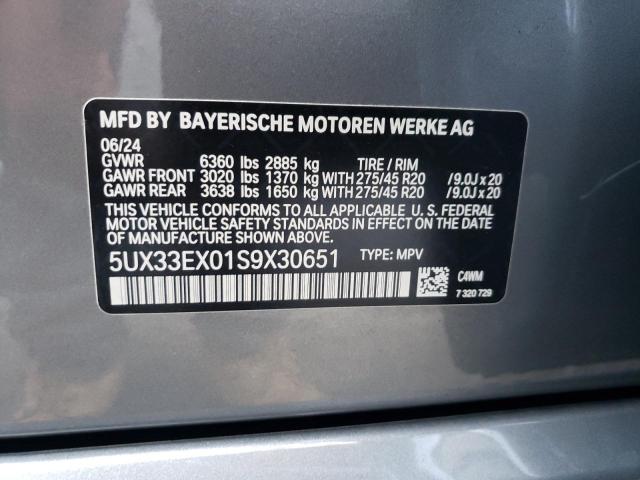 MFD BY BAYERISCHE MOTOREN WERKE AG
06/24
GVWR 6360 lbs 2885 kg TIRE / RIM
GAWR FRONT 3020 lbs 1370 kg WITH 275/45 R20 /9.0J x 20
GAWR REAR 3638 lbs 1650 kg WITH 275/45 R20 /9.0J x 20
THIS VEHICLE CONFORMS TO ALL APPLICABLE U.S. FEDERAL
MOTOR VEHICLE SAFETY STANDARDS IN EFFECT ON THE
DATE OF MANUFACTURE SHOWN ABOVE.
5UX33EX01S9X30651 TYPE: MPV
C4WM
7 320 729